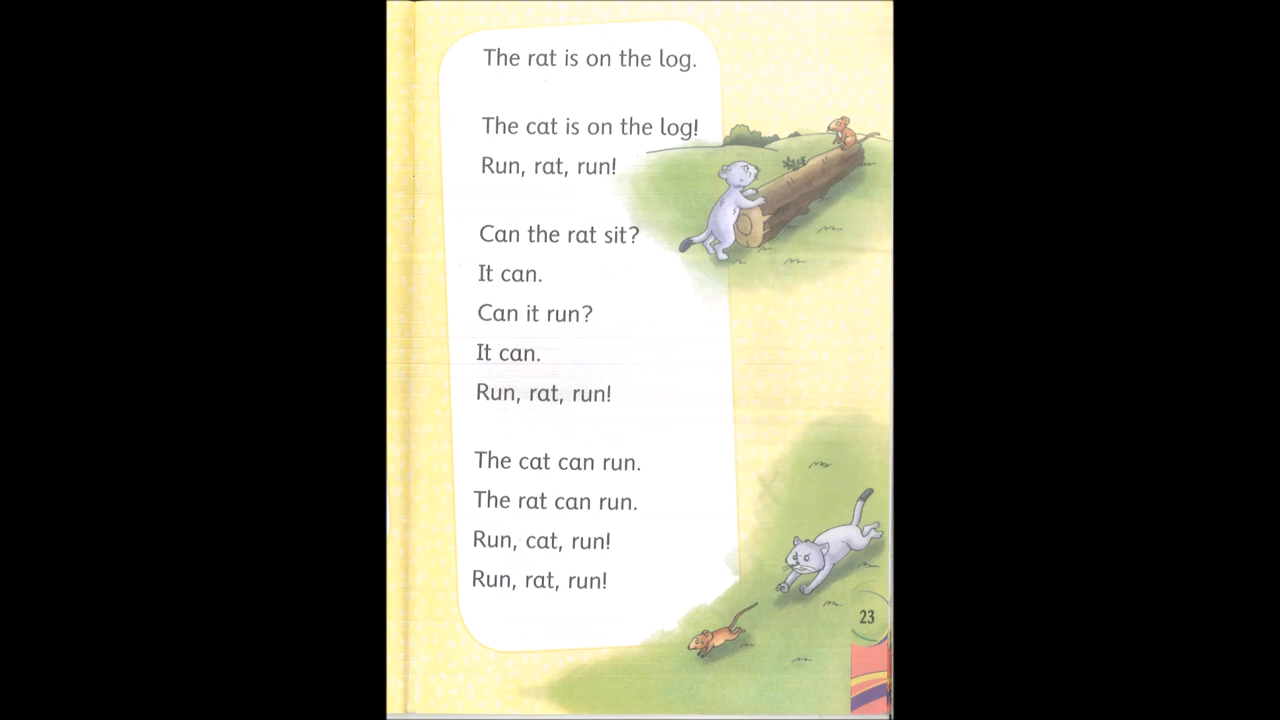 The rat is on the log.
The cat is on the log!
Run, rat, run!
Can the rat sit?
It can.
Can it run?
It can.
Run, rat, run!
The cat can run.
The rat can run.
Run, cat, run!
Run, rat, run!
23